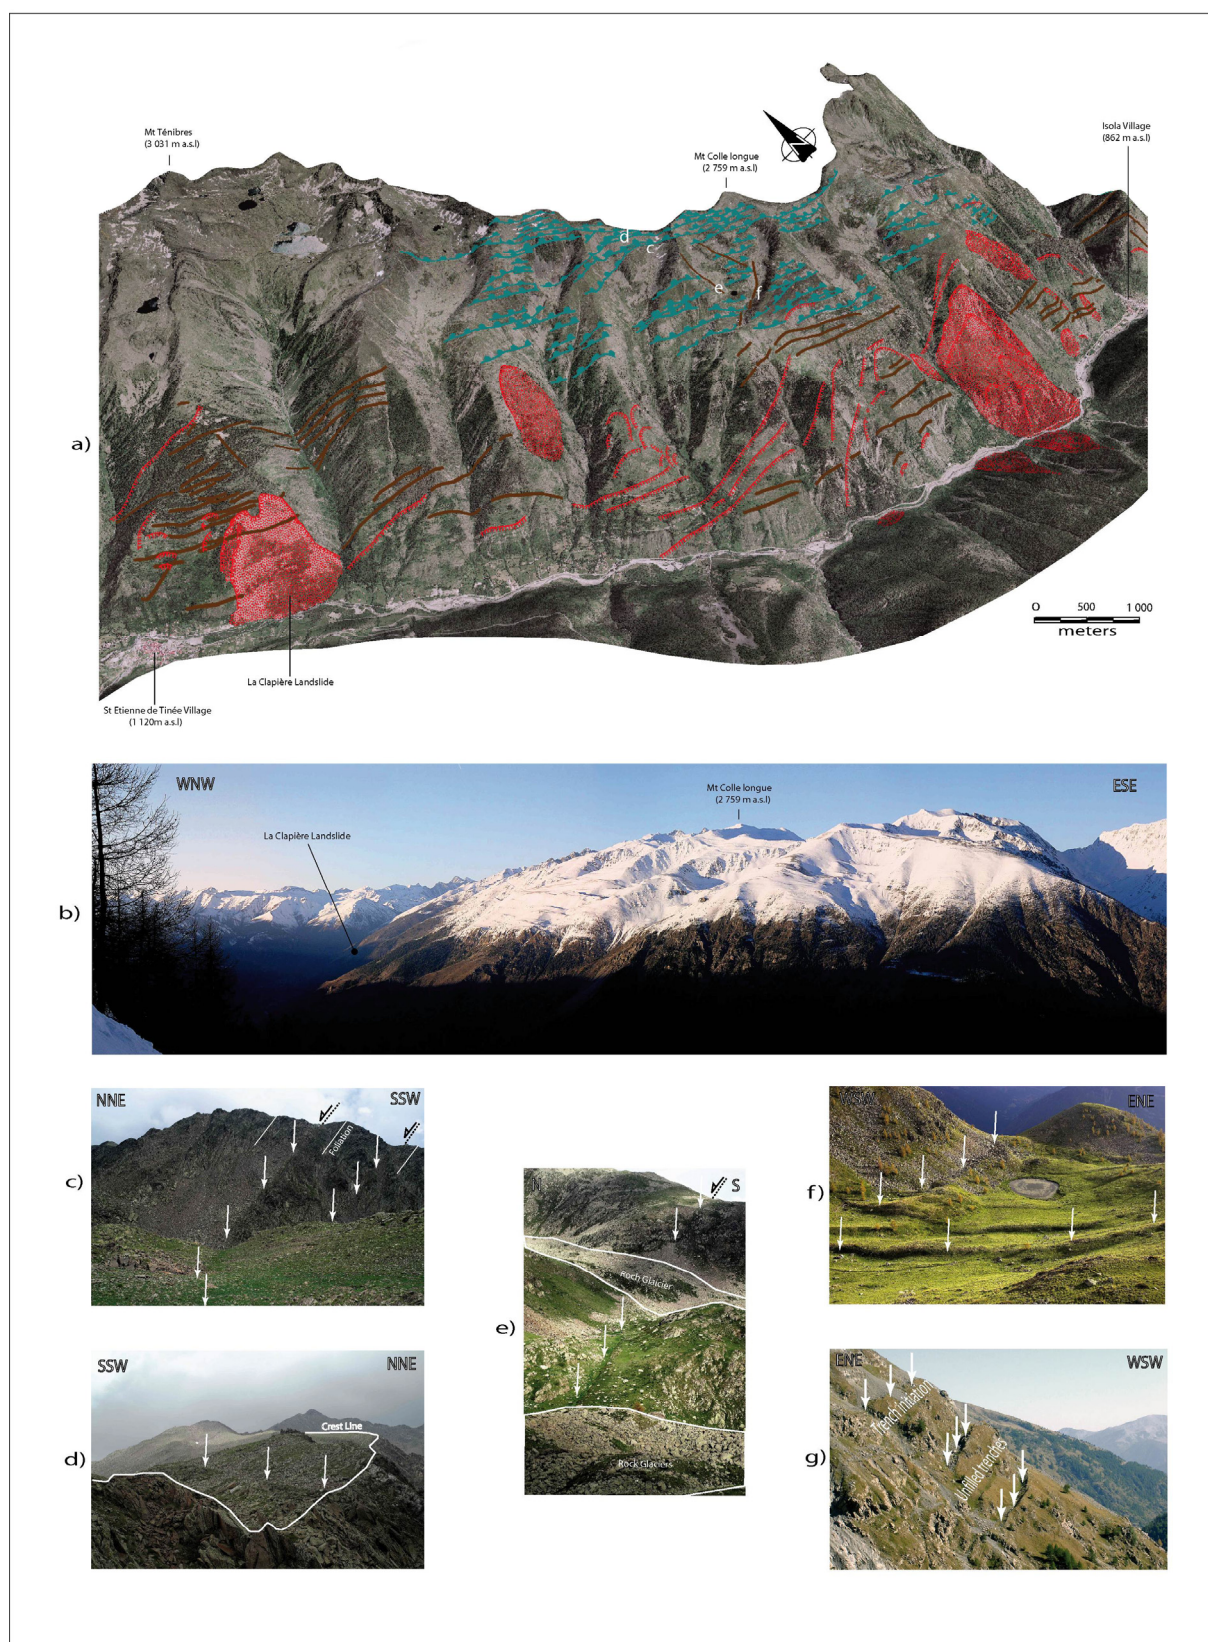 Mt Ténibres
(3 031 m a.s.l)
Mt Colle longue
(2 759 m a.s.l)
Isola Village
(862 m a.s.l)
d
c
e
f
a)
O 500 1 000
meters
La Clapière Landslide
St Etienne de Tinée Village
(1 120m a.s.l)
WNW
ESE
Mt Colle longue
(2 759 m a.s.l)
La Clapière Landslide
b)
NNE
SSW
Foliation
c)
SSW
NNE
Crest Line
d)
N
S
Roch Glacier
e)
Rock Glaciers
WSW
ENE
f)
ENE
WSW
Trench Initiation
Unfilled trenches
g)